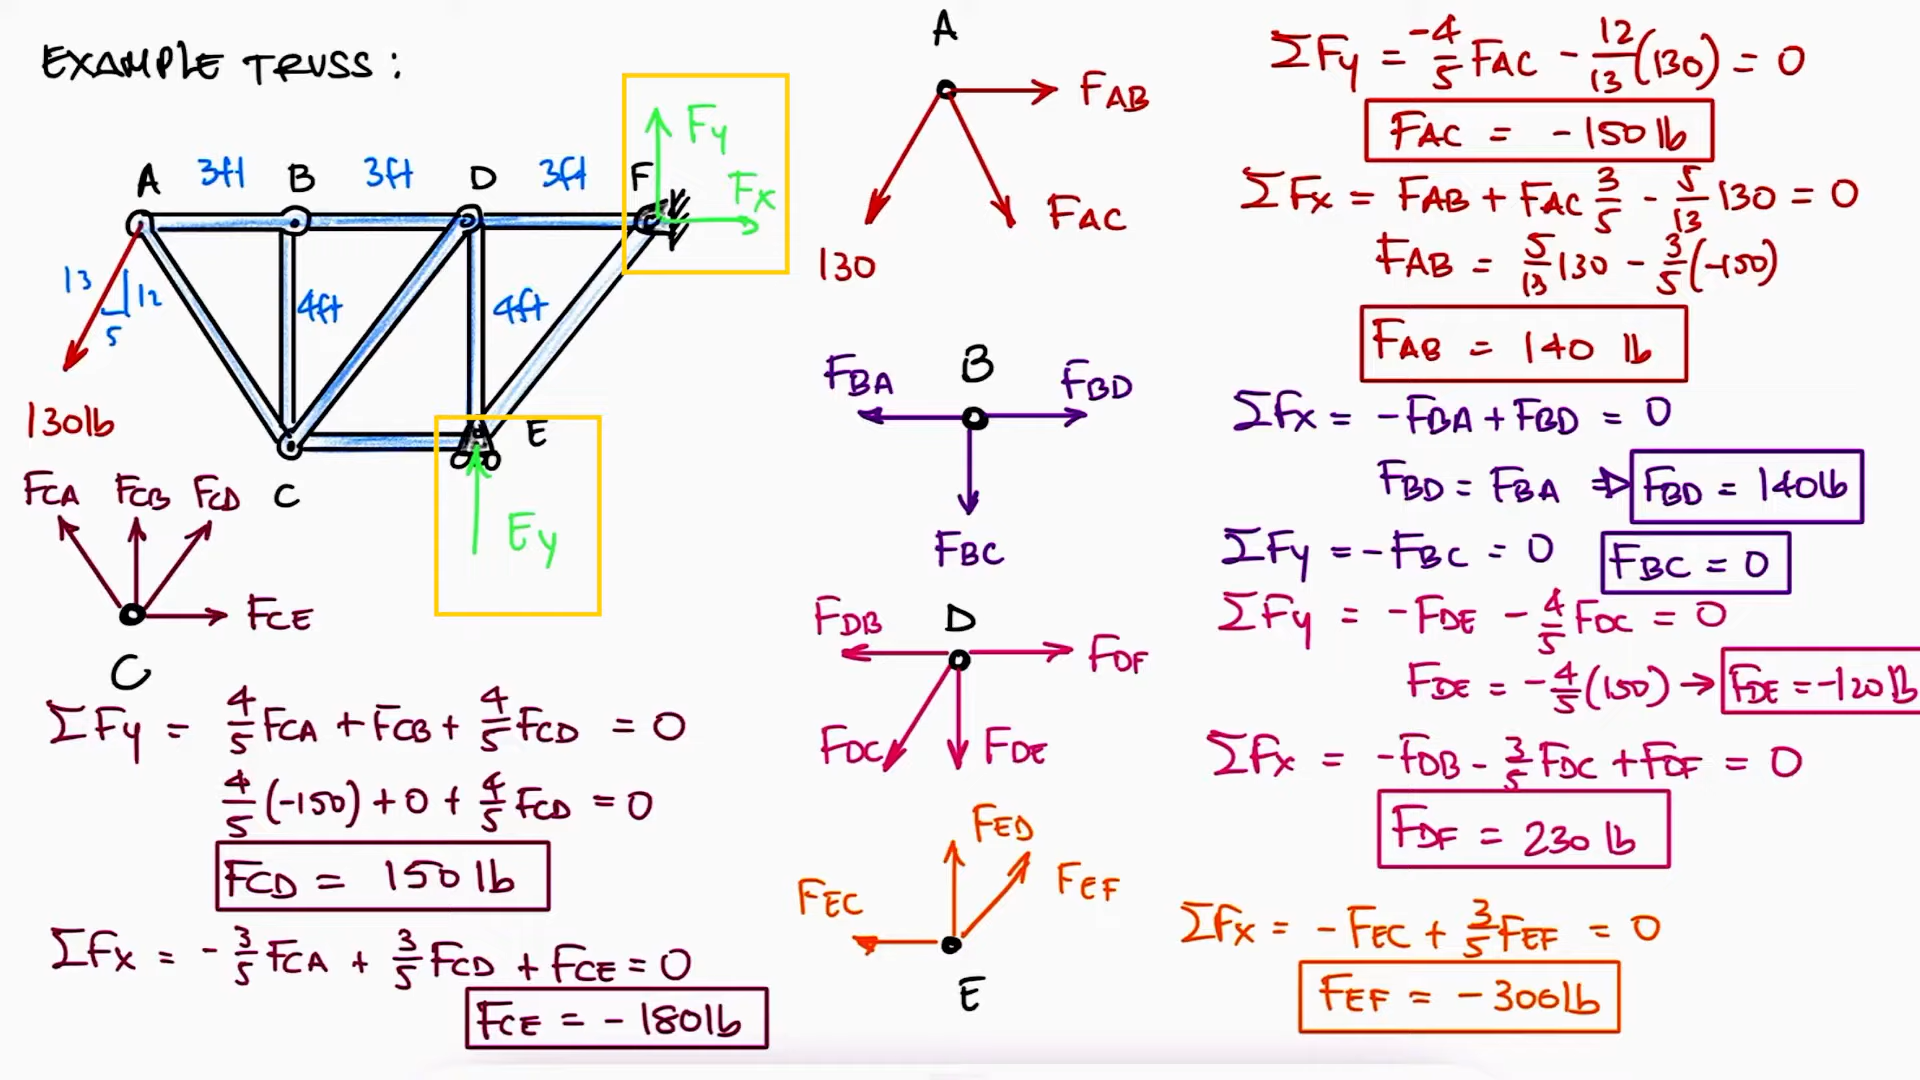 EXAMPLE TRUSS:
A 3ft B 3ft D 3ft F
Fy
Fx
13 12 5
4ft 4ft
130lb
E
C
Ey
FCA FCB FCD
FCE
C
ΣFy = 4/5 FCA + FCB + 4/5 FCD = 0
4/5 (-150) + 0 + 4/5 FCD = 0
FCD = 150 lb
ΣFx = - 3/5 FCA + 3/5 FCD + FCE = 0
FCE = - 180lb
A
FAB
FAC
130
B
FBA FBD
FBC
D
FDB FDF
FDC FDE
FED
FEC FEF
E
ΣFy = -4/5 FAC - 12/13 (130) = 0
FAC = -150 lb
ΣFx = FAB + FAC 3/5 - 5/13 130 = 0
FAB = 5/13 130 - 3/5 (-150)
FAB = 140 lb
ΣFx = -FBA + FBD = 0
FBD = FBA ⇒ FBD = 140lb
ΣFy = -FBC = 0 FBC = 0
ΣFy = -FDE - 4/5 FDC = 0
FDE = -4/5 (150) → FDE = -120 lb
ΣFx = -FDB - 3/5 FDC + FDF = 0
FDF = 230 lb
ΣFx = - FEC + 3/5 FEF = 0
FEF = - 300lb